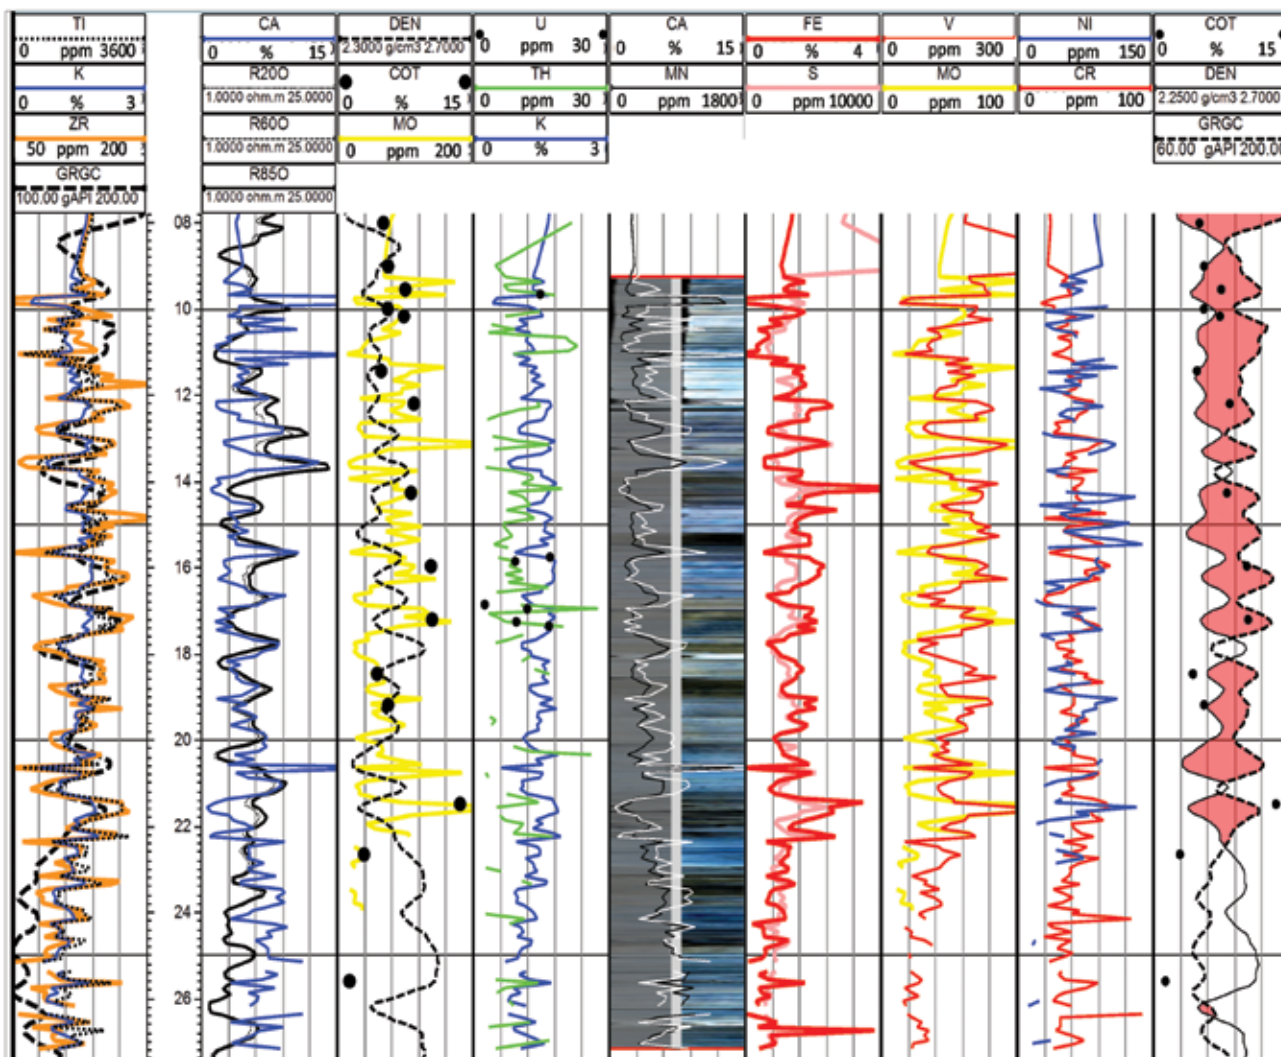 TI CA DEN U CA FE V NI COT
0 ppm 3600 0 % 15 2.3000 g/cm3 2.7000 0 ppm 30 0 % 15 0 % 4 0 ppm 300 0 ppm 150 0 % 15
K R20O COT TH MN S MO CR DEN
0 % 3 1.0000 ohm.m 25.0000 0 % 15 0 ppm 30 0 ppm 1800 0 ppm 10000 0 ppm 100 0 ppm 100 2.2500 g/cm3 2.7000
ZR R60O MO K GRGC
50 ppm 200 1.0000 ohm.m 25.0000 0 ppm 200 0 % 3 60.00 gAPI 200.00
GRGC R85O
100.00 gAPI 200.00 1.0000 ohm.m 25.0000
08
10
12
14
16
18
20
22
24
26